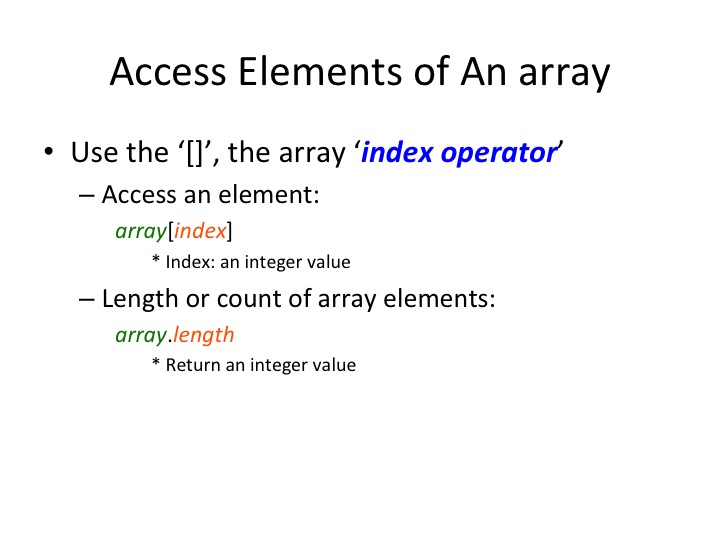 Access Elements of An array
• Use the ‘[]’, the array ‘index operator’
– Access an element:
array[index]
* Index: an integer value
– Length or count of array elements:
array.length
* Return an integer value